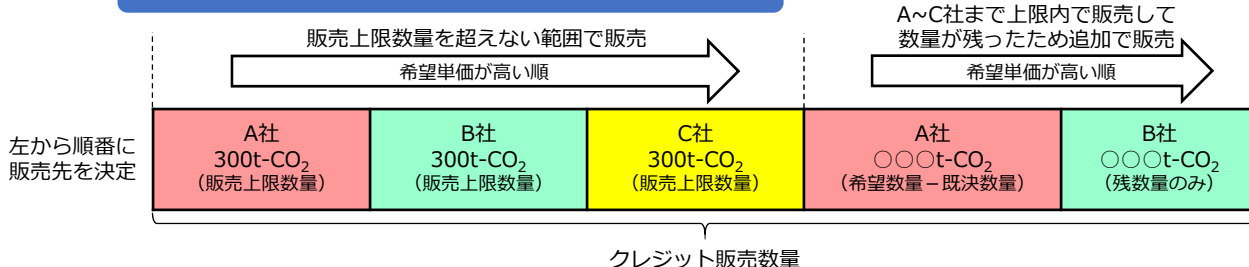 A~C社まで上限内で販売して
数量が残ったため追加で販売
販売上限数量を超えない範囲で販売
希望単価が高い順
希望単価が高い順
左から順番に
販売先を決定
A社
300t-CO₂
（販売上限数量）
B社
300t-CO₂
（販売上限数量）
C社
300t-CO₂
（販売上限数量）
A社
○○○t-CO₂
（希望数量－既決数量）
B社
○○○t-CO₂
（残数量のみ）
クレジット販売数量